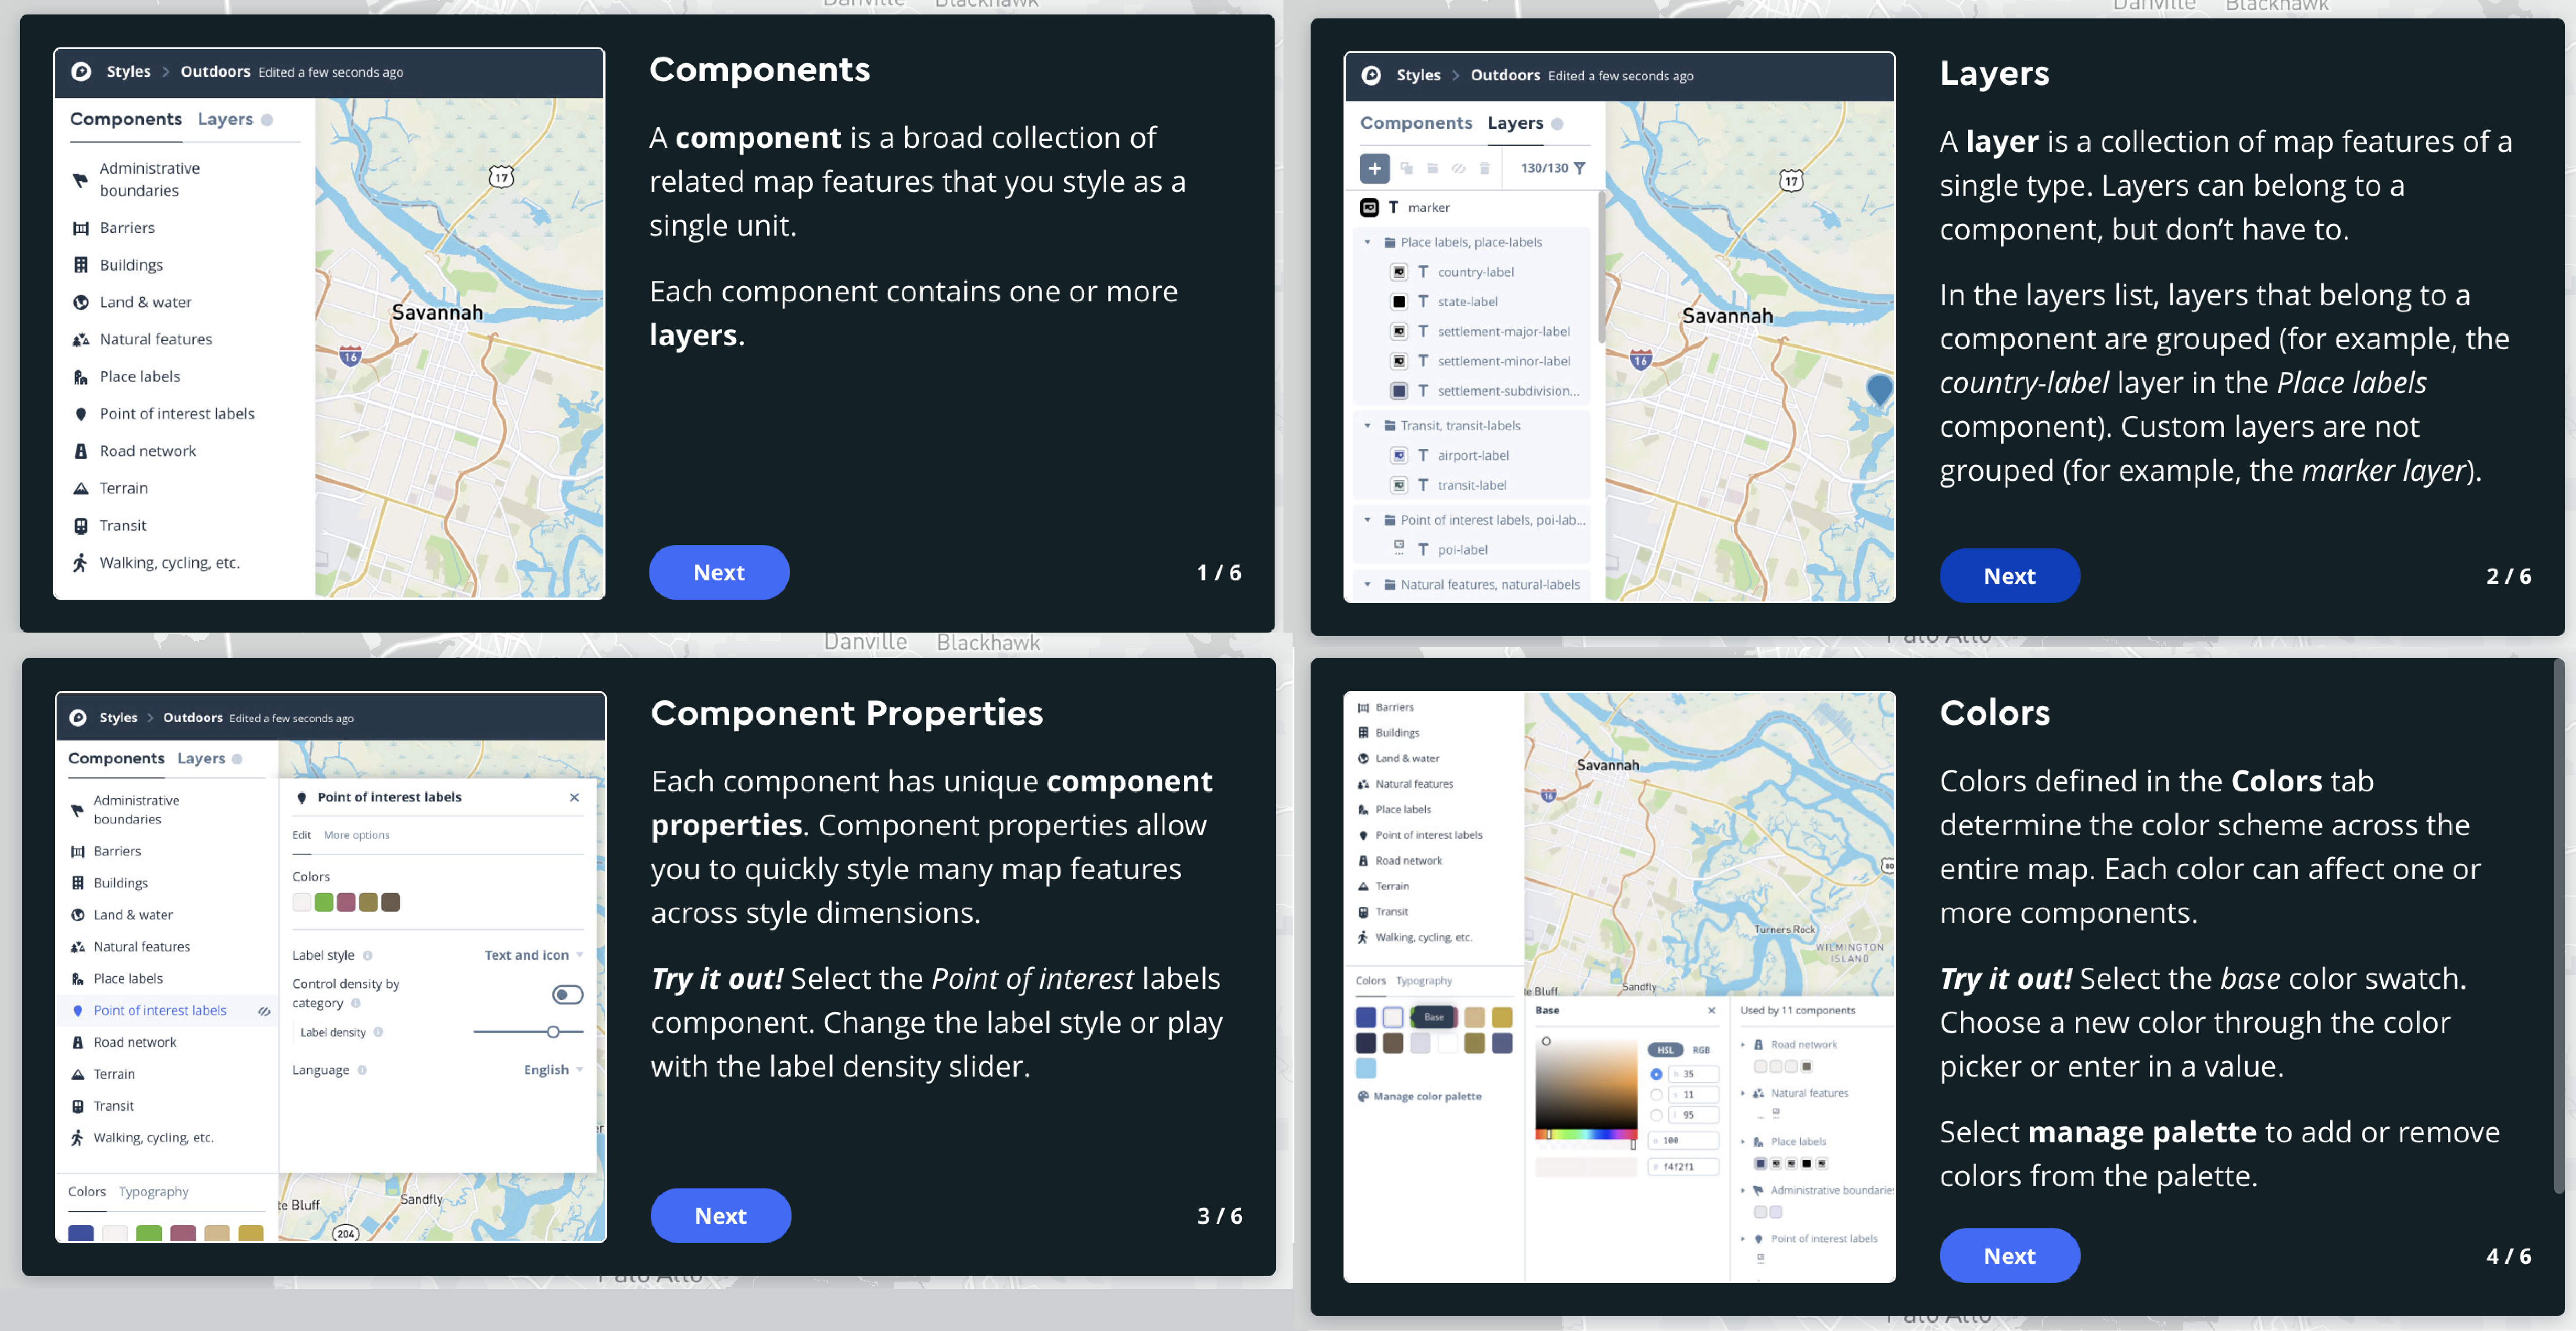 Danville Blackhawk
Danville Blackhawk
Styles > Outdoors Edited a few seconds ago
Components Layers
Administrative
boundaries
Barriers
Buildings
Land & water
Natural features
Place labels
Point of interest labels
Road network
Terrain
Transit
Walking, cycling, etc.
17
Savannah
16
Components
A component is a broad collection of
related map features that you style as a
single unit.
Each component contains one or more
layers.
Next
1 / 6
Styles > Outdoors Edited a few seconds ago
Components Layers
130/130
T marker
Place labels, place-labels
T country-label
T state-label
T settlement-major-label
T settlement-minor-label
T settlement-subdivision...
Transit, transit-labels
T airport-label
T transit-label
Point of interest labels, poi-lab...
T poi-label
Natural features, natural-labels
17
Savannah
16
Layers
A layer is a collection of map features of a
single type. Layers can belong to a
component, but don't have to.
In the layers list, layers that belong to a
component are grouped (for example, the
country-label layer in the Place labels
component). Custom layers are not
grouped (for example, the marker layer).
Next
2 / 6
Danville Blackhawk
Palo Alto
Styles > Outdoors Edited a few seconds ago
Components Layers
Administrative
boundaries
Barriers
Buildings
Land & water
Natural features
Place labels
Point of interest labels
Road network
Terrain
Transit
Walking, cycling, etc.
Colors Typography
Point of interest labels
Edit More options
Colors
Label style Text and icon
Control density by
category
Label density
Language English
te Bluff
Sandfly
204
Component Properties
Each component has unique component
properties. Component properties allow
you to quickly style many map features
across style dimensions.
Try it out! Select the Point of interest labels
component. Change the label style or play
with the label density slider.
Next
3 / 6
Palo Alto
Barriers
Buildings
Land & water
Natural features
Place labels
Point of interest labels
Road network
Terrain
Transit
Walking, cycling, etc.
Colors Typography
Base
Manage color palette
Savannah
16
80
Turners Rock
WILMINGTON
ISLAND
te Bluff
Sandfly
Base
HSL RGB
h 35
s 11
l 95
100
# f4f2f1
Used by 11 components
Road network
Natural features
Place labels
Administrative boundaries
Point of interest labels
Colors
Colors defined in the Colors tab
determine the color scheme across the
entire map. Each color can affect one or
more components.
Try it out! Select the base color swatch.
Choose a new color through the color
picker or enter in a value.
Select manage palette to add or remove
colors from the palette.
Next
4 / 6
Palo Alto